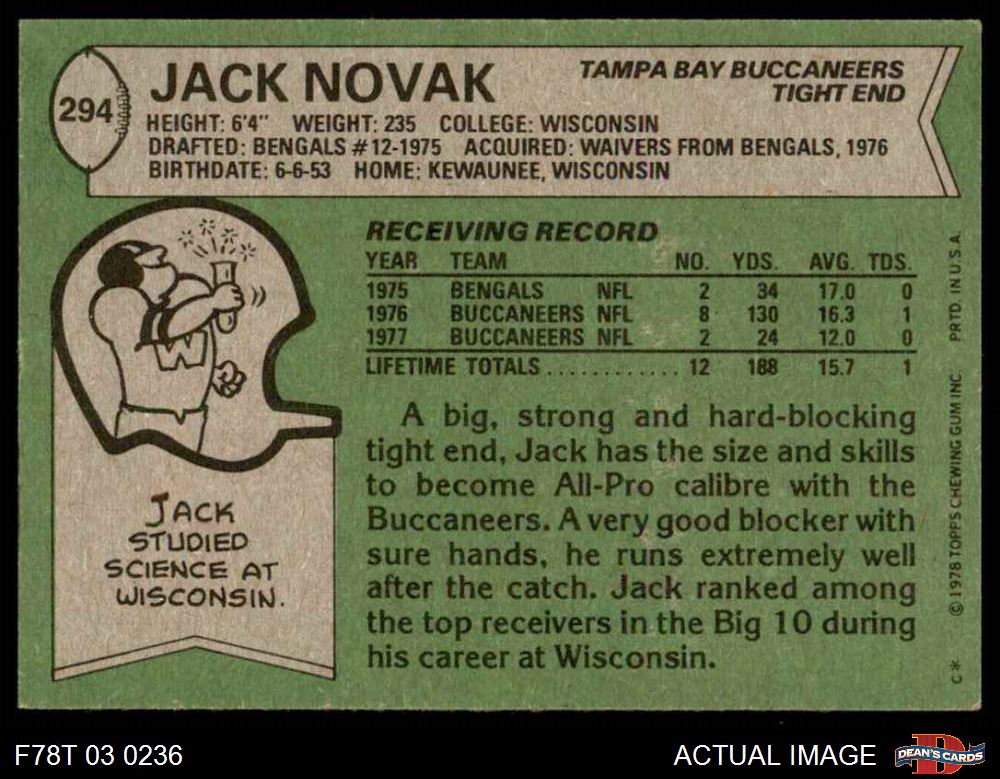 294
JACK NOVAK
TAMPA BAY BUCCANEERS
TIGHT END
HEIGHT: 6'4" WEIGHT: 235 COLLEGE: WISCONSIN
DRAFTED: BENGALS #12-1975 ACQUIRED: WAIVERS FROM BENGALS, 1976
BIRTHDATE: 6-6-53 HOME: KEWAUNEE, WISCONSIN
W
JACK
STUDIED
SCIENCE AT
WISCONSIN.
RECEIVING RECORD
YEAR TEAM NO. YDS. AVG. TDS.
1975 BENGALS NFL 2 34 17.0 0
1976 BUCCANEERS NFL 8 130 16.3 1
1977 BUCCANEERS NFL 2 24 12.0 0
LIFETIME TOTALS............ 12 188 15.7 1
A big, strong and hard-blocking
tight end, Jack has the size and skills
to become All-Pro calibre with the
Buccaneers. A very good blocker with
sure hands, he runs extremely well
after the catch. Jack ranked among
the top receivers in the Big 10 during
his career at Wisconsin.
C* © 1978 TOPPS CHEWING GUM INC PRTD. IN U.S.A.
F78T 03 0236
ACTUAL IMAGE
D
DEAN'S CARDS